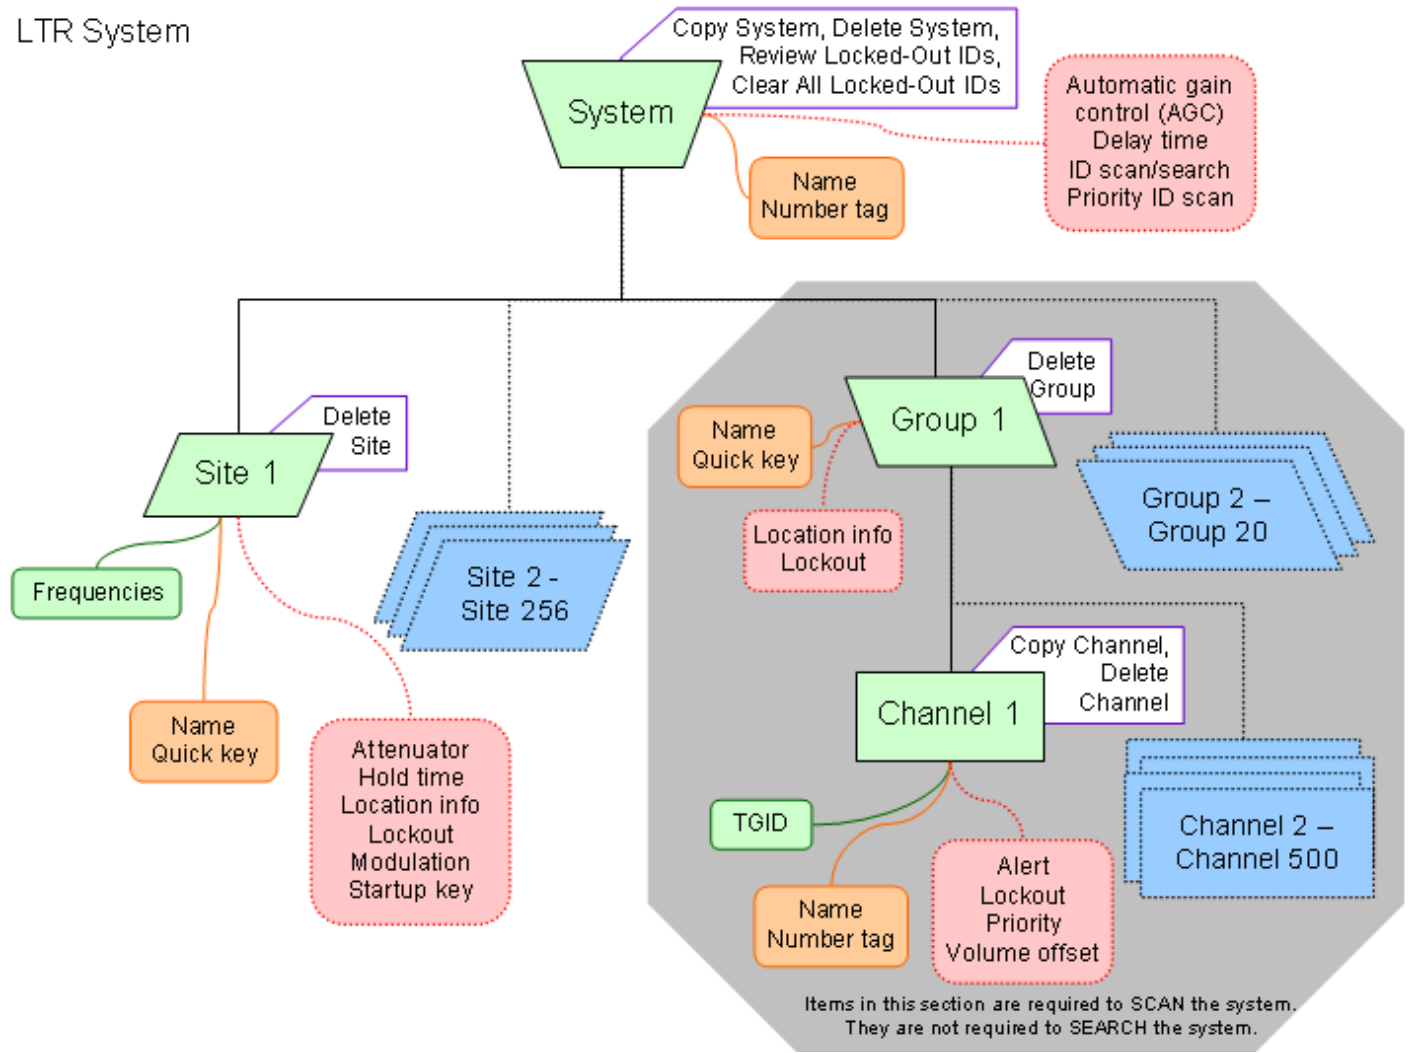 LTR System
Copy System, Delete System,
Review Locked-Out IDs,
Clear All Locked-Out IDs
System
Automatic gain
control (AGC)
Delay time
ID scan/search
Priority ID scan
Name
Number tag
Delete
Site
Site 1
Frequencies
Name
Quick key
Attenuator
Hold time
Location info
Lockout
Modulation
Startup key
Site 2 -
Site 256
Delete
Group
Group 1
Name
Quick key
Location info
Lockout
Group 2 –
Group 20
Copy Channel,
Delete
Channel
Channel 1
TGID
Name
Number tag
Alert
Lockout
Priority
Volume offset
Channel 2 –
Channel 500
Items in this section are required to SCAN the system.
They are not required to SEARCH the system.